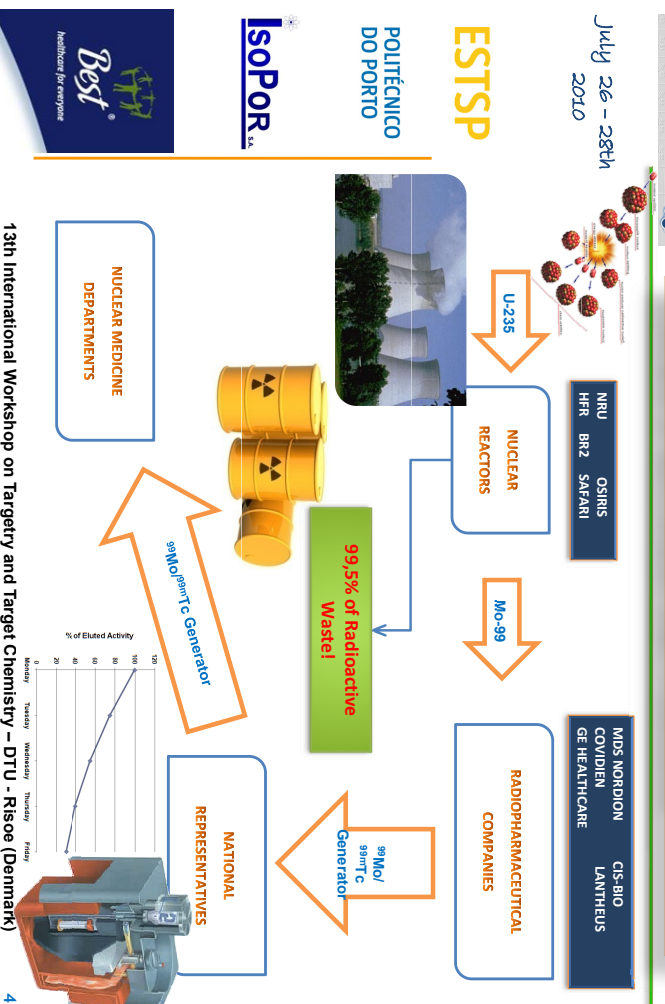 July 26 – 28th
2010
ESTSP
POLITÉCNICO
DO PORTO
IsoPor S.A.
Best®
healthcare for everyone
U-235
NRU OSIRIS
HFR BR2 SAFARI
NUCLEAR
REACTORS
Mo-99
MDS NORDION CIS-BIO
COVIDIEN LANTHEUS
GE HEALTHCARE
RADIOPHARMACEUTICAL
COMPANIES
99,5% of Radioactive
Waste!
⁹⁹Mo/
⁹⁹ᵐTc
Generator
NATIONAL
REPRESENTATIVES
⁹⁹Mo/⁹⁹ᵐTc Generator
NUCLEAR MEDICINE
DEPARTMENTS
% of Eluted Activity
120
100
80
60
40
20
0
Monday Tuesday Wednesday Thursday Friday
13th International Workshop on Targetry and Target Chemistry – DTU - Risoe (Denmark)
4